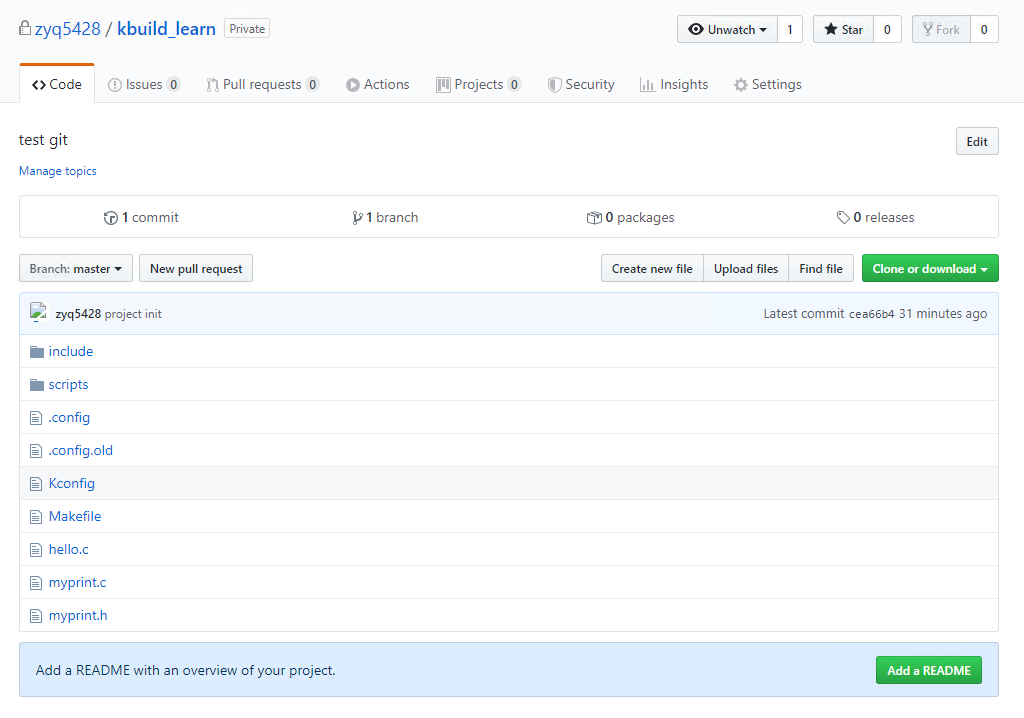 zyq5428 / kbuild_learn Private Unwatch 1 Star 0 Fork 0
Code Issues 0 Pull requests 0 Actions Projects 0 Security Insights Settings
test git Edit
Manage topics
1 commit 1 branch 0 packages 0 releases
Branch: master New pull request Create new file Upload files Find file Clone or download
zyq5428 project init Latest commit cea66b4 31 minutes ago
include
scripts
.config
.config.old
Kconfig
Makefile
hello.c
myprint.c
myprint.h
Add a README with an overview of your project. Add a README